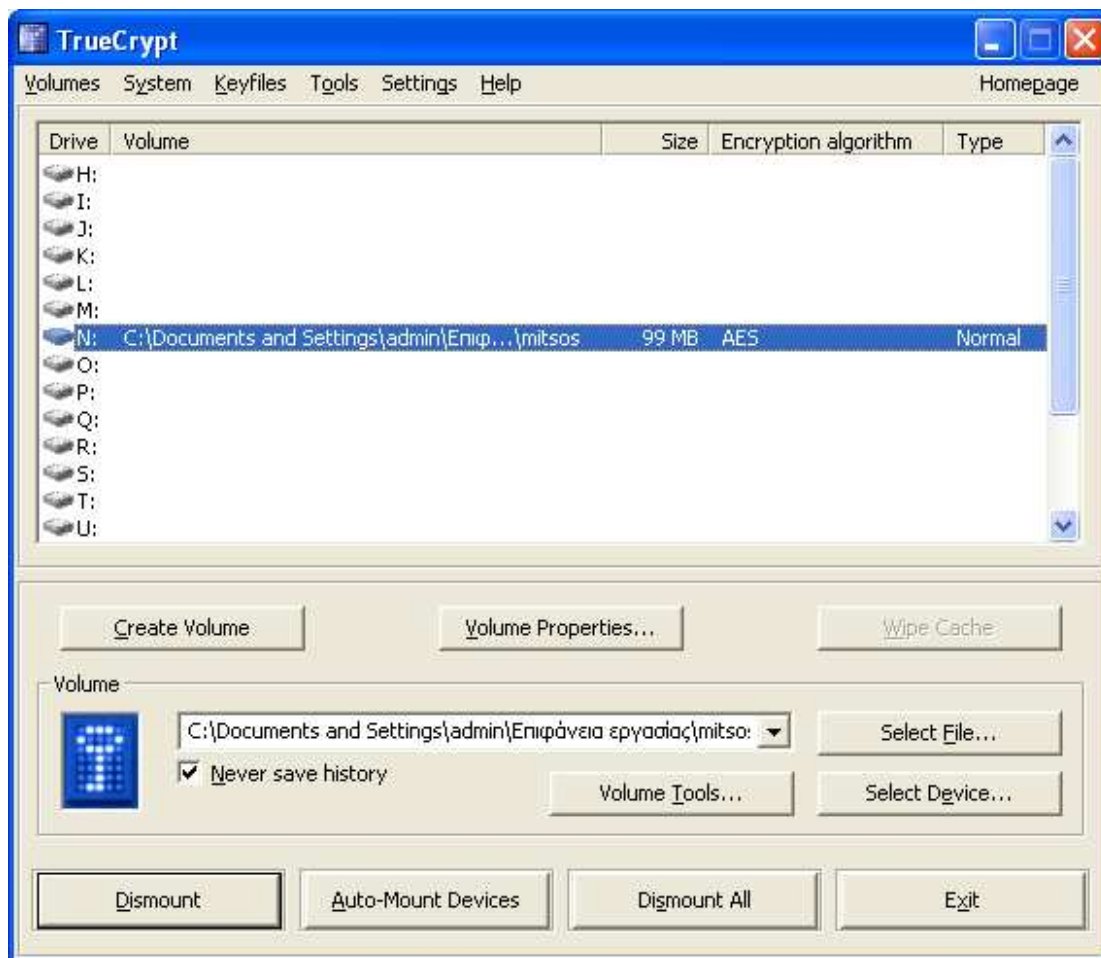 TrueCrypt
Volumes System Keyfiles Tools Settings Help Homepage
Drive Volume Size Encryption algorithm Type
H:
I:
J:
K:
L:
M:
N: C:\Documents and Settings\admin\Επιφ...\mitsos 99 MB AES Normal
O:
P:
Q:
R:
S:
T:
U:
Create Volume Volume Properties... Wipe Cache
Volume
C:\Documents and Settings\admin\Επιφάνεια εργασίας\mitsos Select File...
Never save history
Volume Tools... Select Device...
Dismount Auto-Mount Devices Dismount All Exit